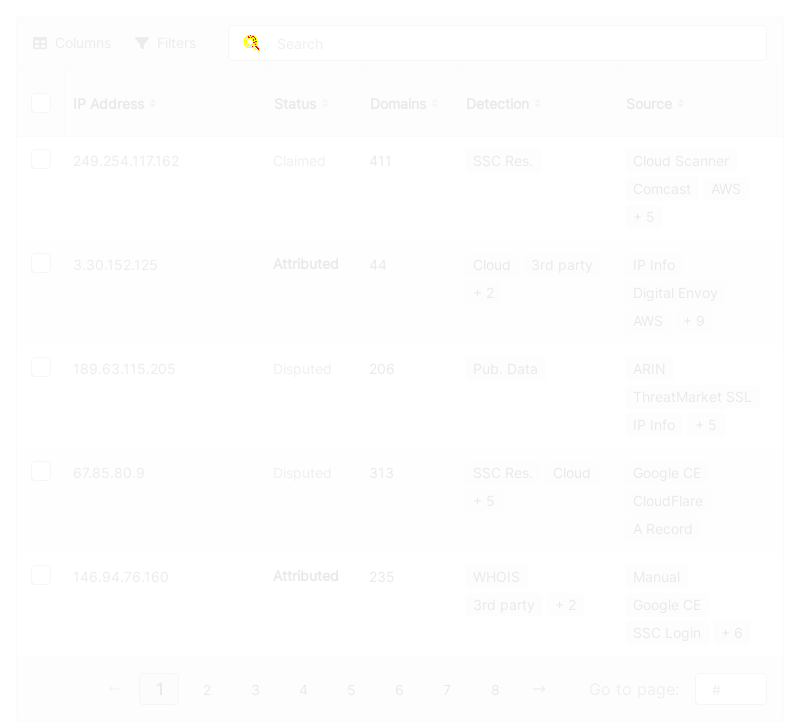 Columns Filters Search
IP Address Status Domains Detection Source
249.254.117.162 Claimed 411 SSC Res. Cloud Scanner
Comcast AWS
+ 5
3.30.152.125 Attributed 44 Cloud 3rd party IP Info
+ 2 Digital Envoy
AWS + 9
189.63.115.205 Disputed 206 Pub. Data ARIN
ThreatMarket SSL
IP Info + 5
67.85.80.9 Disputed 313 SSC Res. Cloud Google CE
+ 5 CloudFlare
A Record
146.94.76.160 Attributed 235 WHOIS Manual
3rd party + 2 Google CE
SSC Login + 6
← 1 2 3 4 5 6 7 8 → Go to page: #